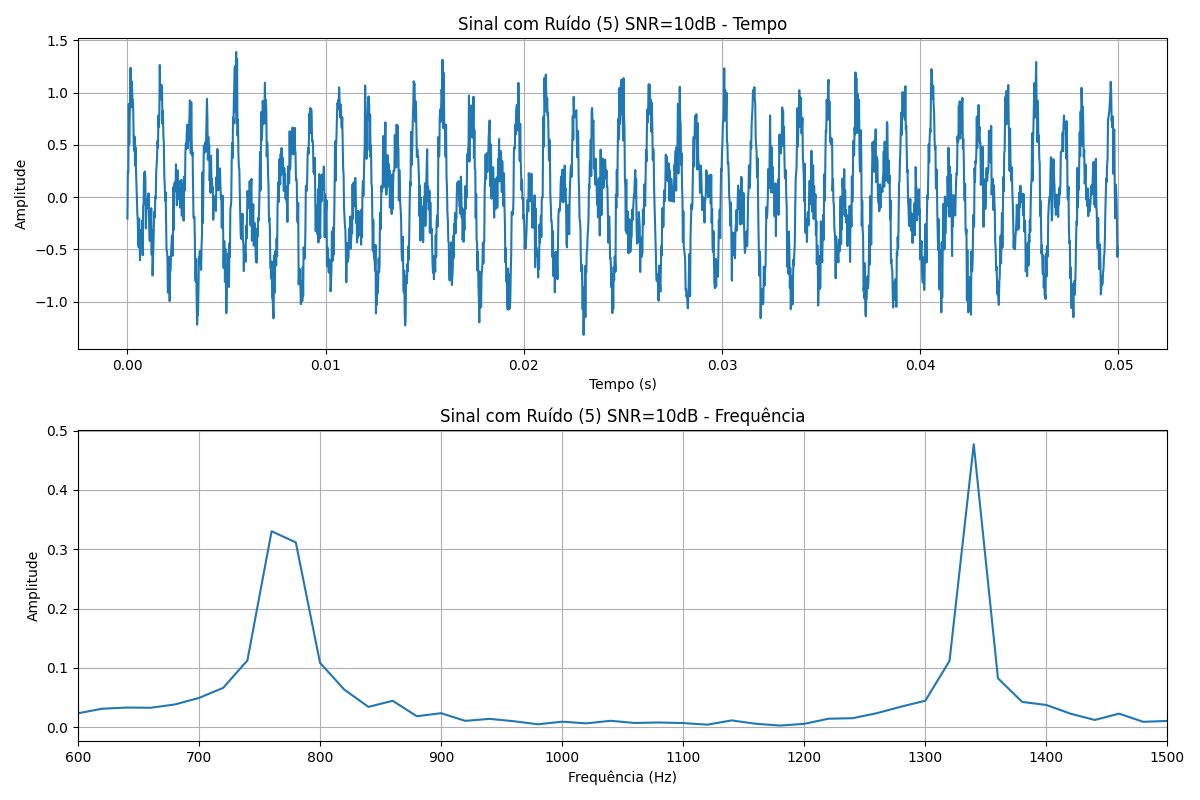 Sinal com Ruído (5) SNR=10dB - Tempo
1.5
1.0
0.5
0.0
−0.5
−1.0
Amplitude
0.00 0.01 0.02 0.03 0.04 0.05
Tempo (s)
Sinal com Ruído (5) SNR=10dB - Frequência
0.5
0.4
0.3
0.2
0.1
0.0
Amplitude
600 700 800 900 1000 1100 1200 1300 1400 1500
Frequência (Hz)